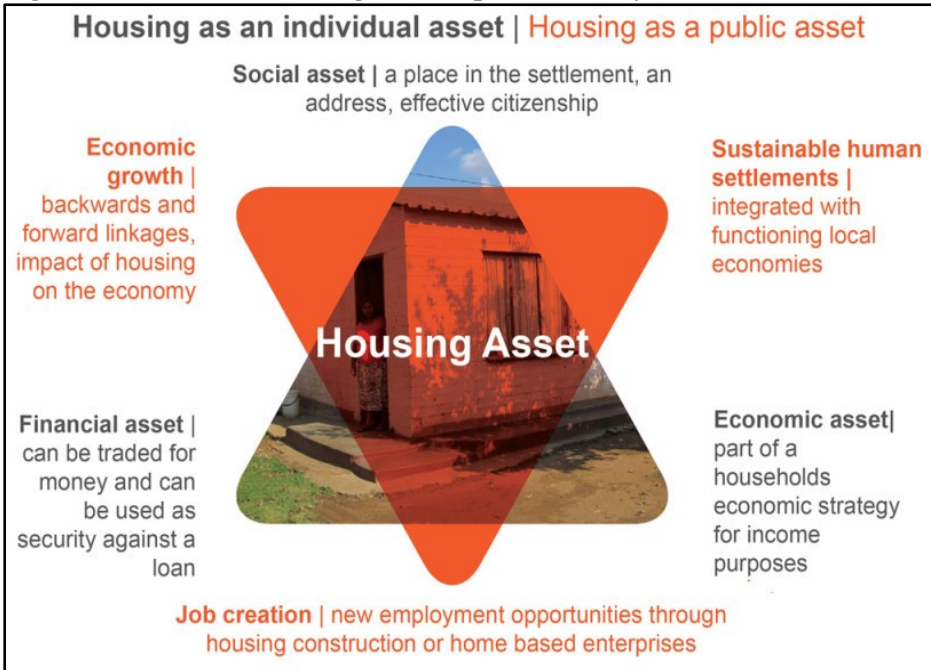 Housing as an individual asset | Housing as a public asset
Social asset | a place in the settlement, an
address, effective citizenship
Economic
growth |
backwards and
forward linkages,
impact of housing
on the economy
Sustainable human
settlements |
integrated with
functioning local
economies
Housing Asset
Financial asset |
can be traded for
money and can
be used as
security against a
loan
Economic asset|
part of a
households
economic strategy
for income
purposes
Job creation | new employment opportunities through
housing construction or home based enterprises